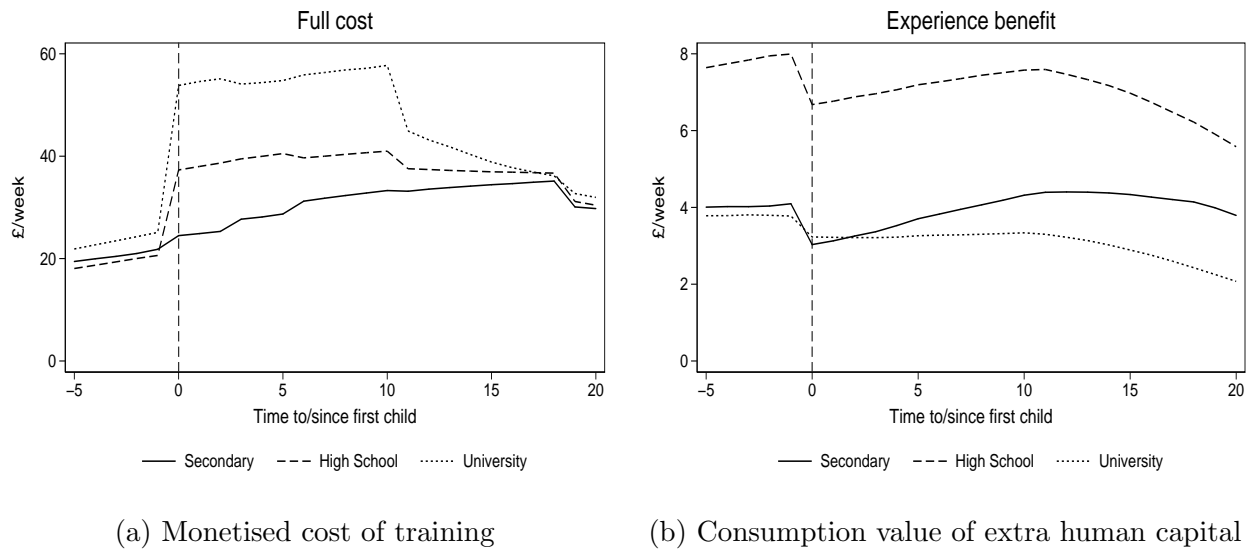 Full cost
60
40
20
0
£/week
−5 0 5 10 15 20
Time to/since first child
Secondary High School University
(a) Monetised cost of training
Experience benefit
8
6
4
2
0
£/week
−5 0 5 10 15 20
Time to/since first child
Secondary High School University
(b) Consumption value of extra human capital